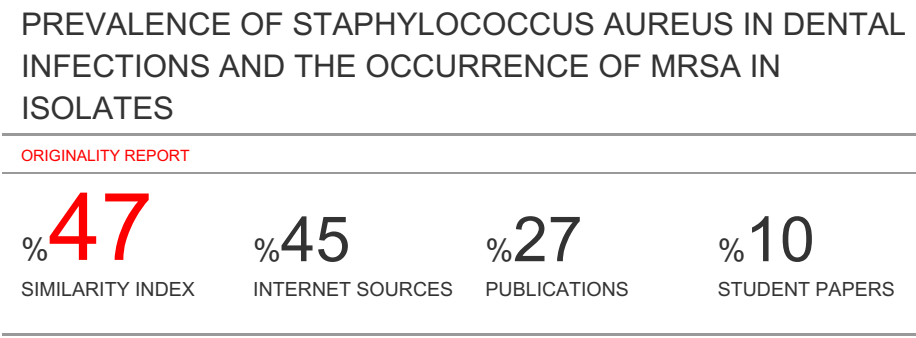 PREVALENCE OF STAPHYLOCOCCUS AUREUS IN DENTAL
INFECTIONS AND THE OCCURRENCE OF MRSA IN
ISOLATES
ORIGINALITY REPORT
%47 %45 %27 %10
SIMILARITY INDEX INTERNET SOURCES PUBLICATIONS STUDENT PAPERS